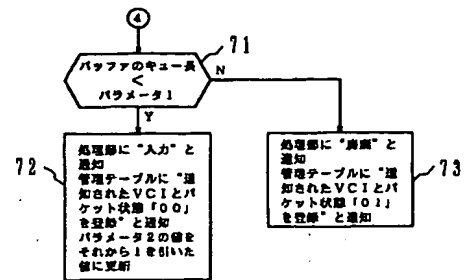 4
71
バッファのキュー長
<
パラメータ1
N
Y
72
処理部に“入力”と
通知
管理テーブルに“通
知されたVCIとパ
ケット状態「00」
を登録”と通知
パラメータ2の値を
それから1を引いた
値に更新
処理部に“廃棄”と
通知
管理テーブルに“通
知されたVCIとパ
ケット状態「01」
を登録”と通知
73